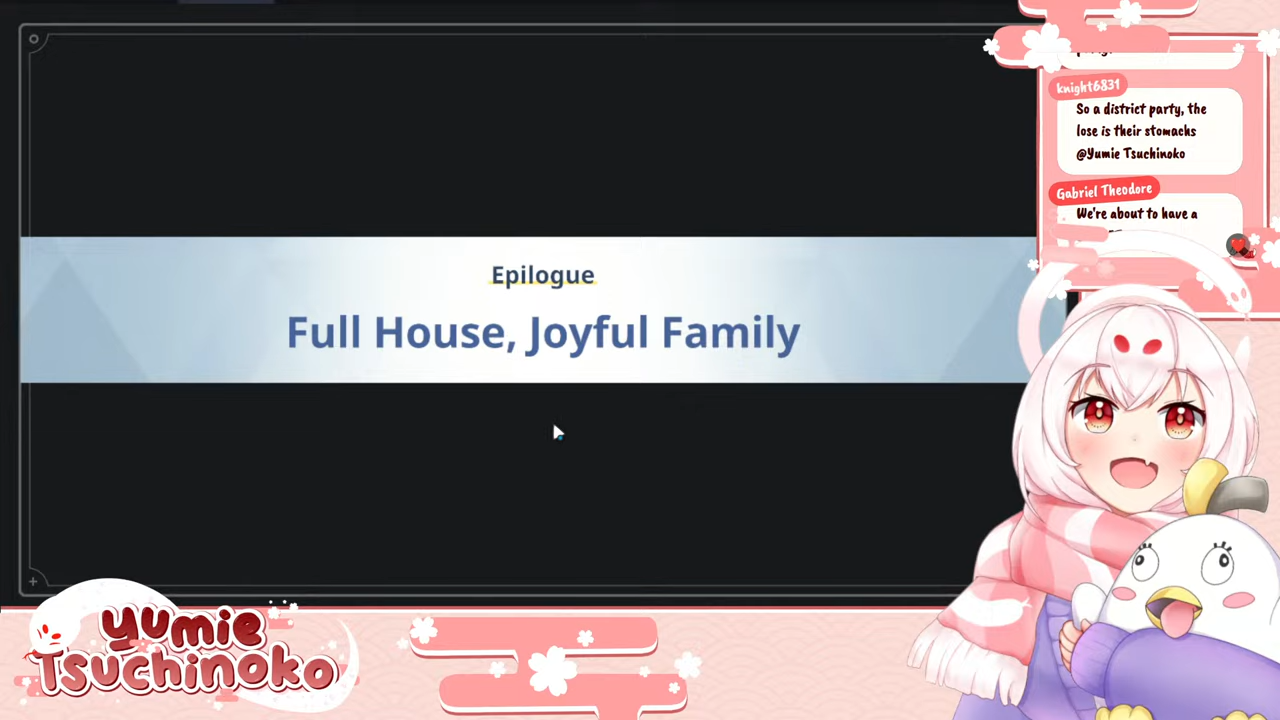 Epilogue
Full House, Joyful Family
knight6831
So a district party, the
lose is their stomachs
@Yumie Tsuchinoko
Gabriel Theodore
We're about to have a
yumie
Tsuchinoko